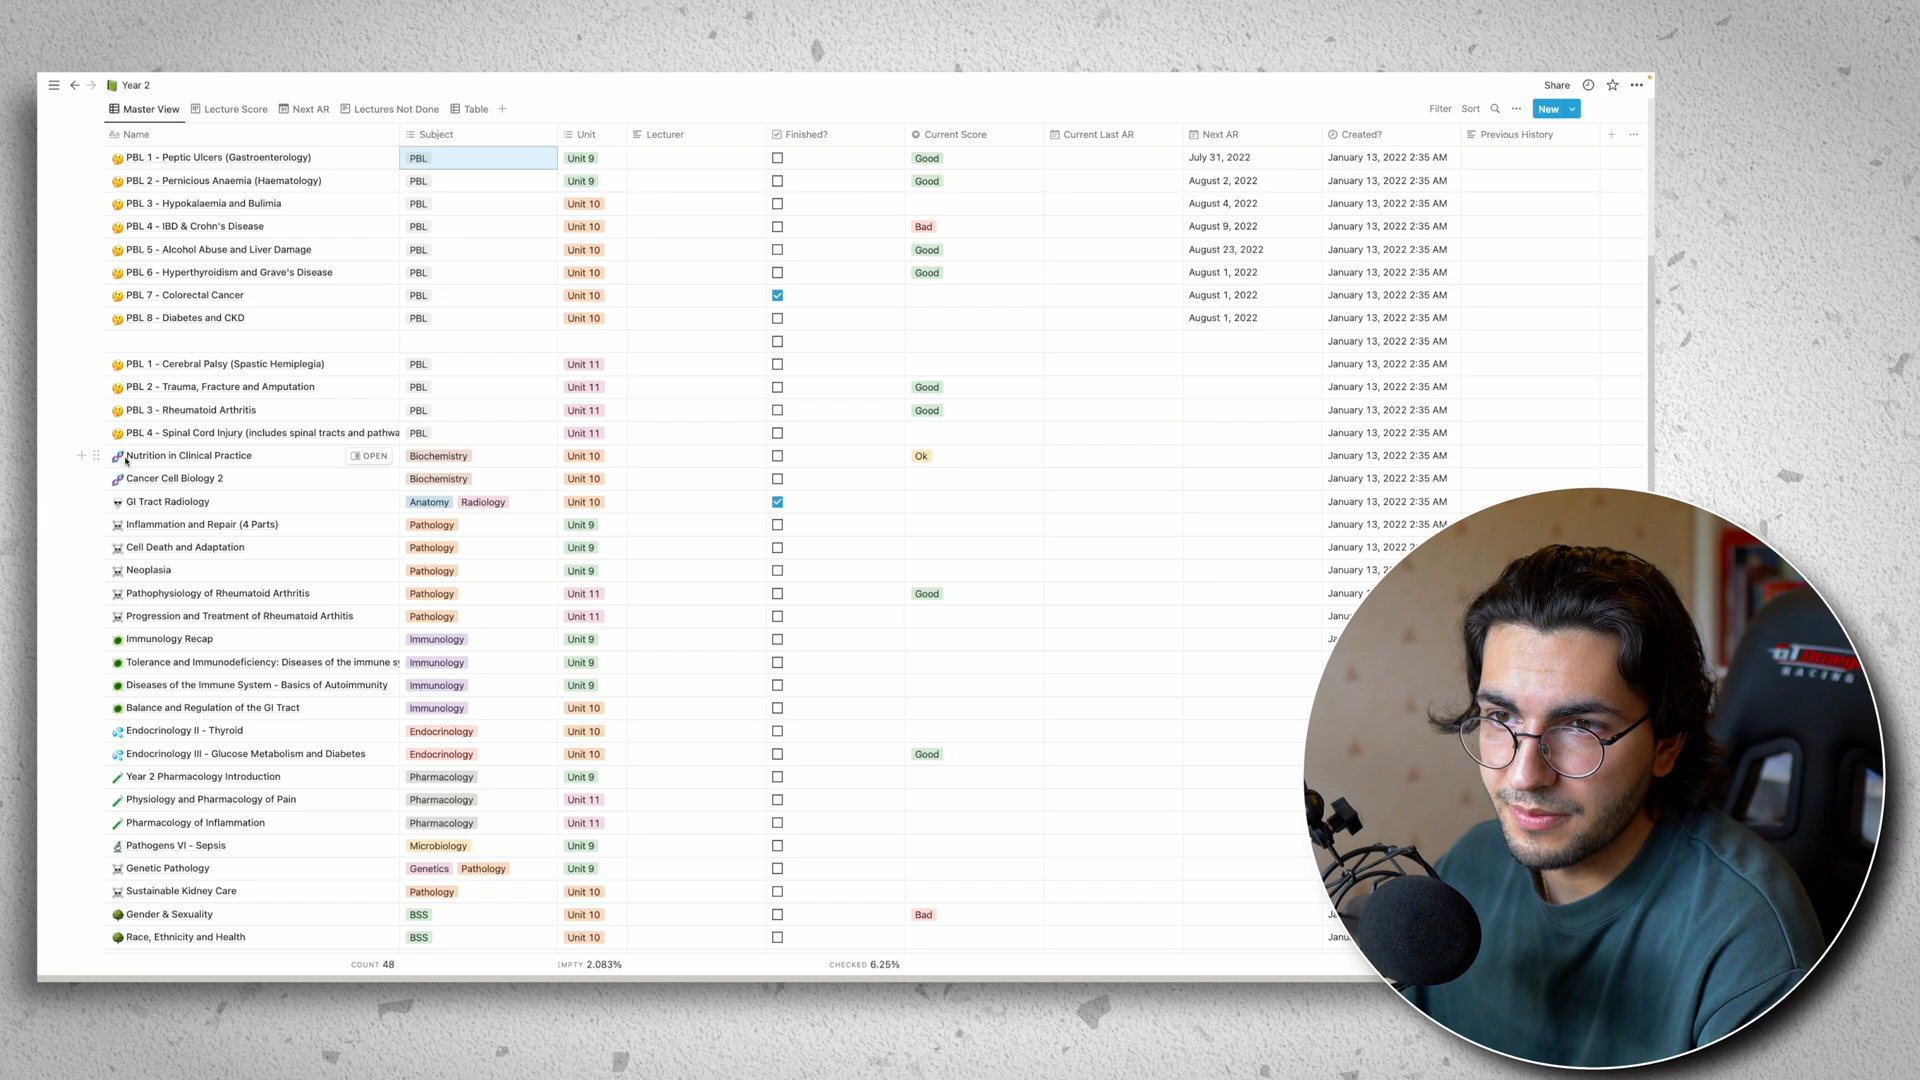 Year 2 Share
Master View Lecture Score Next AR Lectures Not Done Table Filter Sort New
Name Subject Unit Lecturer Finished? Current Score Current Last AR Next AR Created? Previous History
PBL 1 - Peptic Ulcers (Gastroenterology) PBL Unit 9 Good July 31, 2022 January 13, 2022 2:35 AM
PBL 2 - Pernicious Anaemia (Haematology) PBL Unit 9 Good August 2, 2022 January 13, 2022 2:35 AM
PBL 3 - Hypokalaemia and Bulimia PBL Unit 10 August 4, 2022 January 13, 2022 2:35 AM
PBL 4 - IBD & Crohn's Disease PBL Unit 10 Bad August 9, 2022 January 13, 2022 2:35 AM
PBL 5 - Alcohol Abuse and Liver Damage PBL Unit 10 Good August 23, 2022 January 13, 2022 2:35 AM
PBL 6 - Hyperthyroidism and Grave's Disease PBL Unit 10 Good August 1, 2022 January 13, 2022 2:35 AM
PBL 7 - Colorectal Cancer PBL Unit 10 August 1, 2022 January 13, 2022 2:35 AM
PBL 8 - Diabetes and CKD PBL Unit 10 August 1, 2022 January 13, 2022 2:35 AM
January 13, 2022 2:35 AM
PBL 1 - Cerebral Palsy (Spastic Hemiplegia) PBL Unit 11 January 13, 2022 2:35 AM
PBL 2 - Trauma, Fracture and Amputation PBL Unit 11 Good January 13, 2022 2:35 AM
PBL 3 - Rheumatoid Arthritis PBL Unit 11 Good January 13, 2022 2:35 AM
PBL 4 - Spinal Cord Injury (includes spinal tracts and pathwa PBL Unit 11 January 13, 2022 2:35 AM
Nutrition in Clinical Practice OPEN Biochemistry Unit 10 Ok January 13, 2022 2:35 AM
Cancer Cell Biology 2 Biochemistry Unit 10 January 13, 2022 2:35 AM
GI Tract Radiology Anatomy Radiology Unit 10 January 13, 2022 2:35 AM
Inflammation and Repair (4 Parts) Pathology Unit 9 January 13, 2022 2:35 AM
Cell Death and Adaptation Pathology Unit 9 January 13, 2022 2:
Neoplasia Pathology Unit 9 January 13, 2
Pathophysiology of Rheumatoid Arthritis Pathology Unit 11 Good January
Progression and Treatment of Rheumatoid Arthitis Pathology Unit 11 January
Immunology Recap Immunology Unit 9 Ja
Tolerance and Immunodeficiency: Diseases of the immune sy Immunology Unit 9
Diseases of the Immune System - Basics of Autoimmunity Immunology Unit 9
Balance and Regulation of the GI Tract Immunology Unit 10
Endocrinology II - Thyroid Endocrinology Unit 10
Endocrinology III - Glucose Metabolism and Diabetes Endocrinology Unit 10 Good
Year 2 Pharmacology Introduction Pharmacology Unit 9
Physiology and Pharmacology of Pain Pharmacology Unit 11
Pharmacology of Inflammation Pharmacology Unit 11
Pathogens VI - Sepsis Microbiology Unit 9
Genetic Pathology Genetics Pathology Unit 9
Sustainable Kidney Care Pathology Unit 10
Gender & Sexuality BSS Unit 10 Bad Ja
Race, Ethnicity and Health BSS Unit 10 Janu
COUNT 48 EMPTY 2.083% CHECKED 6.25%
GT OMEGA
RACING